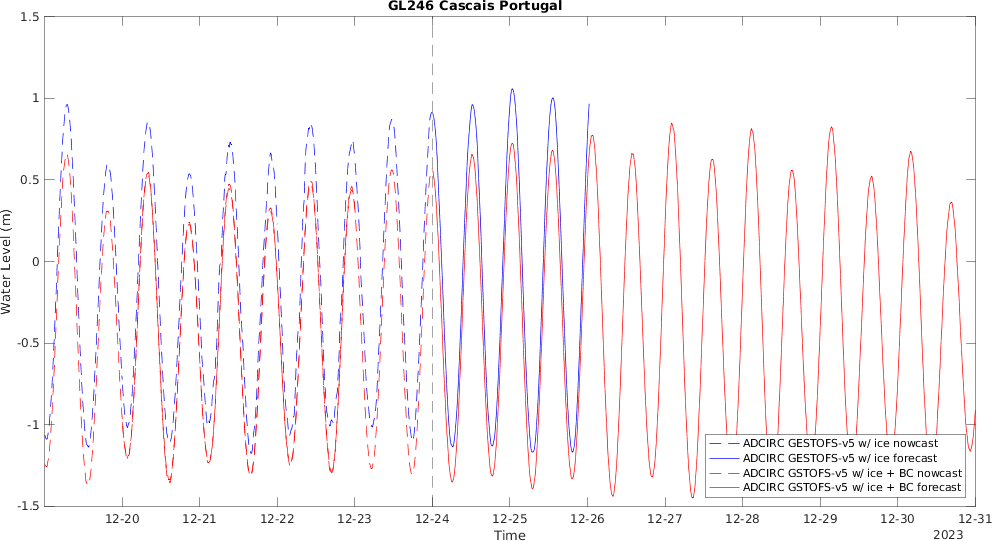 GL246 Cascais Portugal
1.5
1
0.5
0
-0.5
-1
-1.5
Water Level (m)
ADCIRC GESTOFS-v5 w/ ice nowcast
ADCIRC GESTOFS-v5 w/ ice forecast
ADCIRC GSTOFS-v5 w/ ice + BC nowcast
ADCIRC GSTOFS-v5 w/ ice + BC forecast
12-20 12-21 12-22 12-23 12-24 12-25 12-26 12-27 12-28 12-29 12-30 12-31
Time
2023